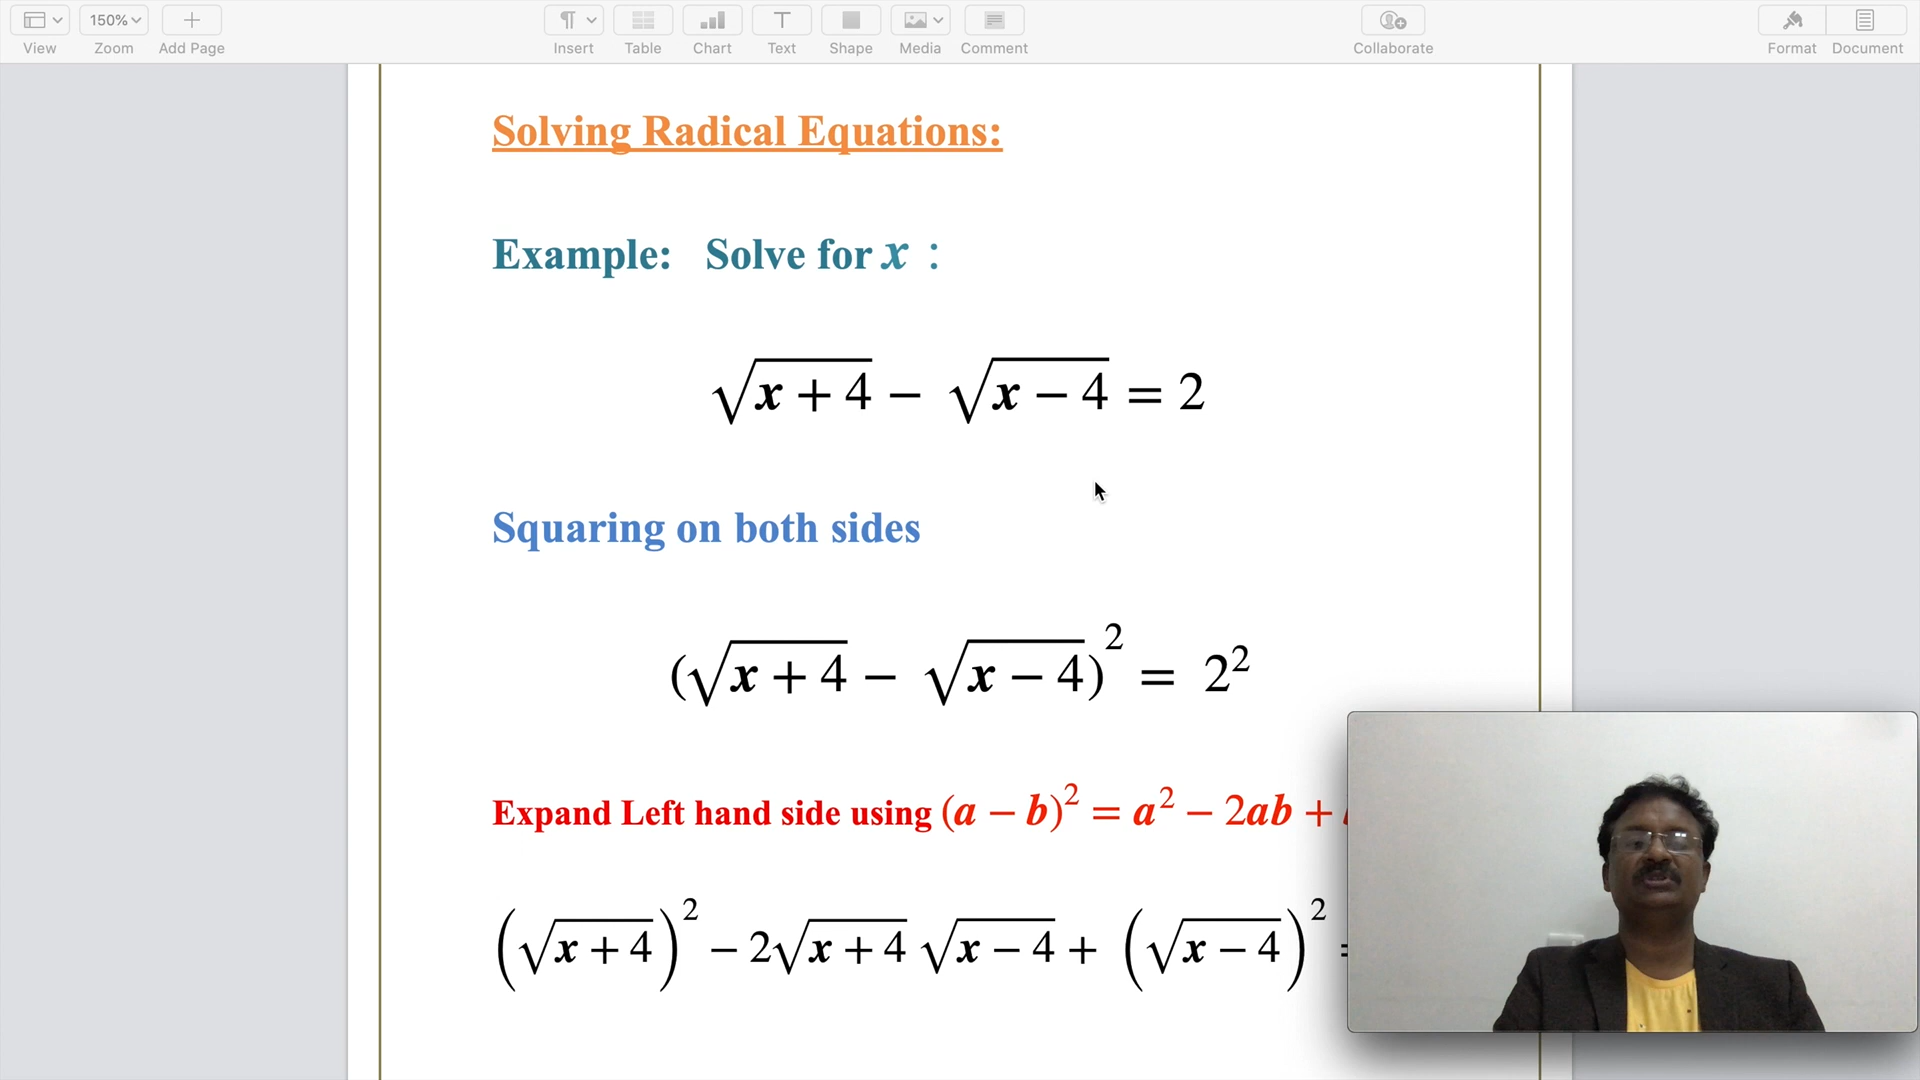 150%
View Zoom Add Page Insert Table Chart Text Shape Media Comment Collaborate Format Document
Solving Radical Equations:
Example: Solve for x :
√(x + 4) − √(x − 4) = 2
Squaring on both sides
(√(x + 4) − √(x − 4))² = 2²
Expand Left hand side using (a − b)² = a² − 2ab +
(√(x + 4))² − 2√(x + 4) √(x − 4) + (√(x − 4))²